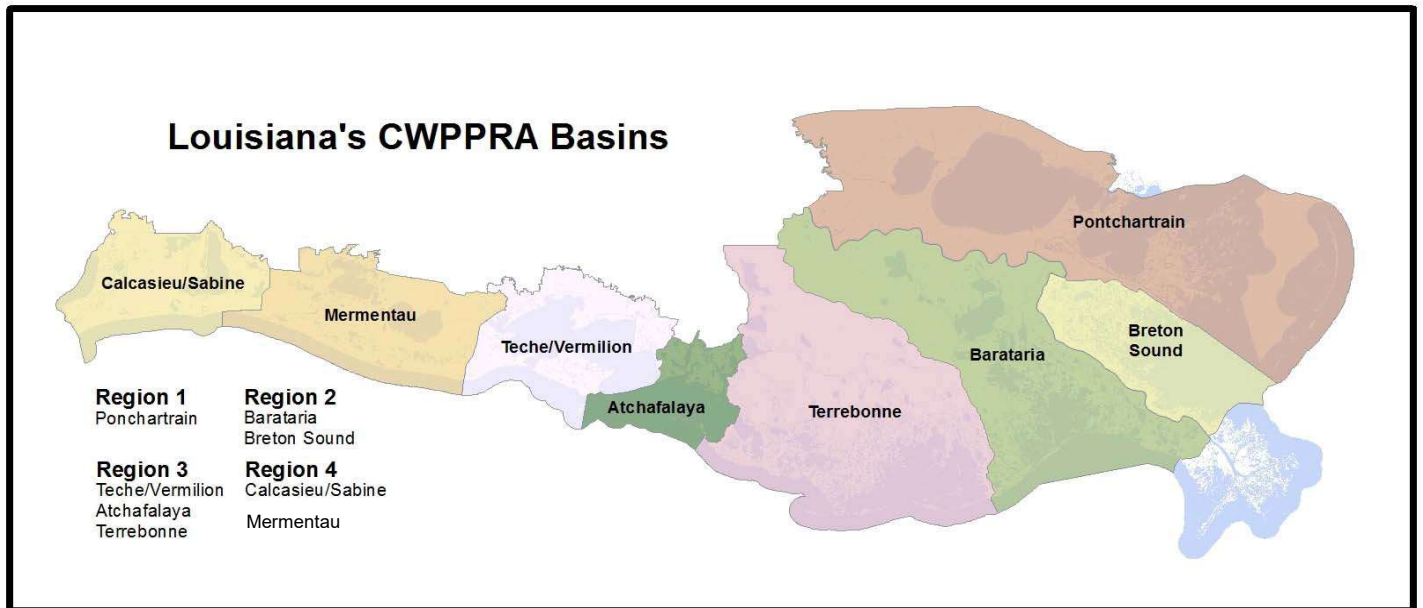 Louisiana's CWPPRA Basins
Pontchartrain
Calcasieu/Sabine
Mermentau
Teche/Vermilion
Breton
Sound
Barataria
Atchafalaya
Terrebonne
Region 1
Ponchartrain
Region 2
Barataria
Breton Sound
Region 3
Teche/Vermilion
Atchafalaya
Terrebonne
Region 4
Calcasieu/Sabine
Mermentau